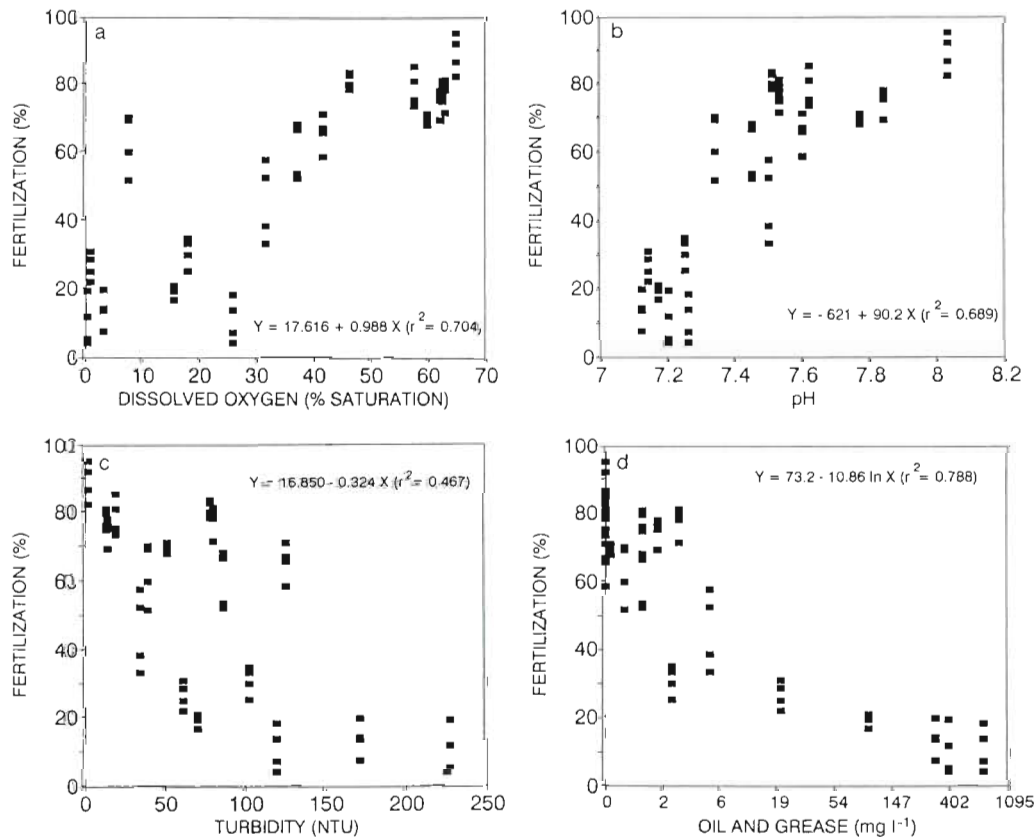 a
100
80
60
40
20
0
FERTILIZATION (%)
Y = 17.616 + 0.988 X (r² = 0.704)
0 10 20 30 40 50 60 70
DISSOLVED OXYGEN (% SATURATION)
b
100
80
60
40
20
0
FERTILIZATION (%)
Y = - 621 + 90.2 X (r² = 0.689)
7 7.2 7.4 7.6 7.8 8 8.2
pH
c
100
80
60
40
20
0
FERTILIZATION (%)
Y = 16.850 - 0.324 X (r² = 0.467)
0 50 100 150 200 250
TURBIDITY (NTU)
d
100
80
60
40
20
0
FERTILIZATION (%)
Y = 73.2 - 10.86 ln X (r² = 0.788)
0 2 6 19 54 147 402 1095
OIL AND GREASE (mg l⁻¹)